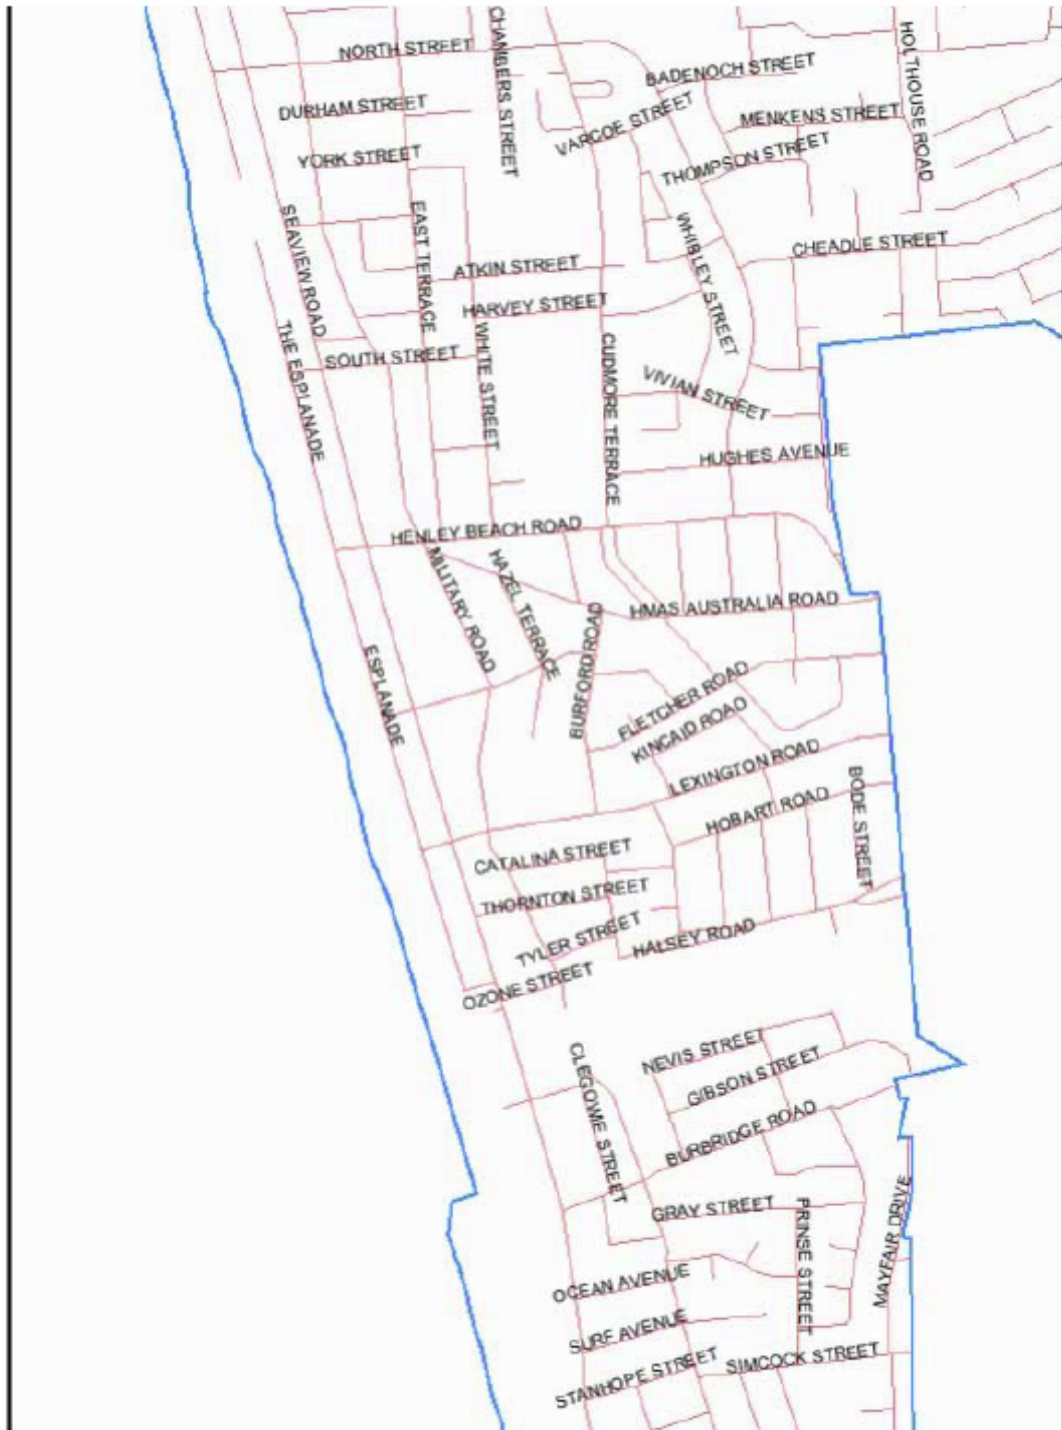 NORTH STREET
CHAMBERS STREET
HOLTHOUSE ROAD
BADENOCH STREET
DURHAM STREET
VARCOE STREET
MENKENS STREET
YORK STREET
THOMPSON STREET
SEAVIEW ROAD
EAST TERRACE
WHIBLEY STREET
CHEADLE STREET
ATKIN STREET
HARVEY STREET
THE ESPLANADE
SOUTH STREET
WHITE STREET
CUDMORE TERRACE
VIVIAN STREET
HUGHES AVENUE
HENLEY BEACH ROAD
MILITARY ROAD
HAZEL TERRACE
HMAS AUSTRALIA ROAD
BURFORD ROAD
ESPLANADE
FLETCHER ROAD
KINCAID ROAD
LEXINGTON ROAD
BODE STREET
HOBART ROAD
CATALINA STREET
THORNTON STREET
TYLER STREET
HALSEY ROAD
OZONE STREET
CLEGOWIE STREET
NEVIS STREET
GIBSON STREET
BURBRIDGE ROAD
GRAY STREET
PRINSE STREET
MAYFAIR DRIVE
OCEAN AVENUE
SURF AVENUE
STANHOPE STREET
SIMCOCK STREET